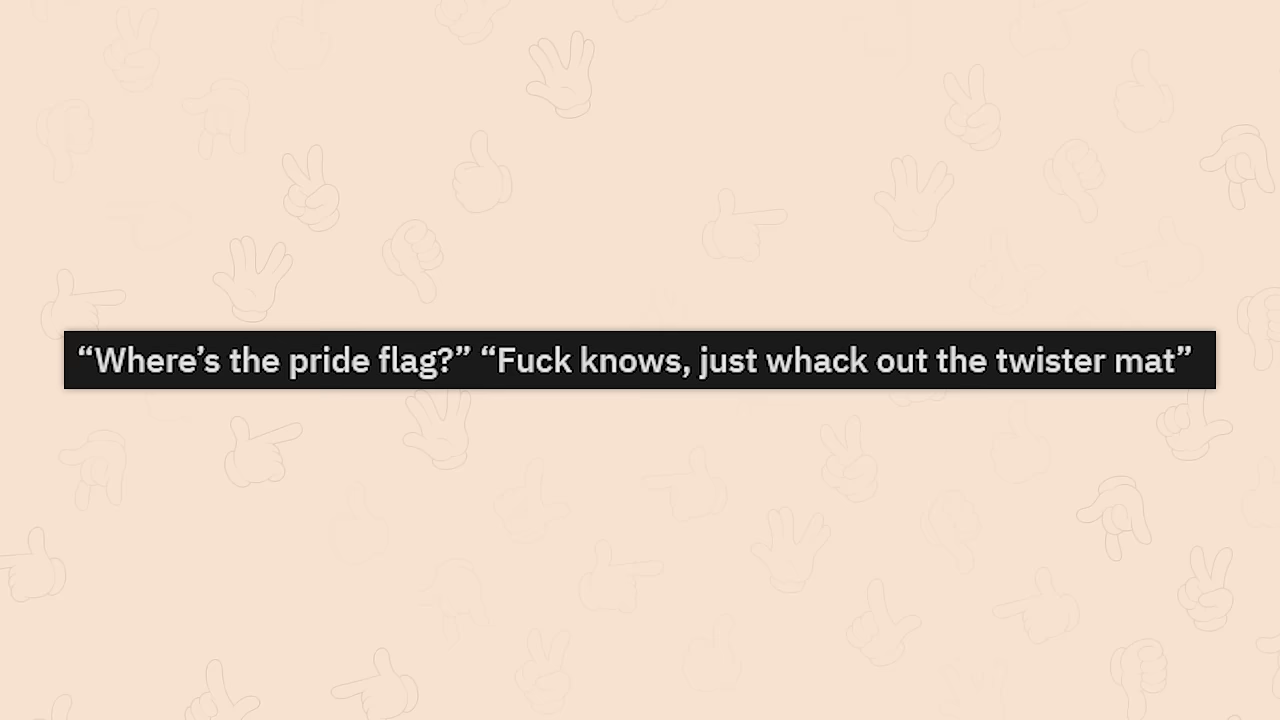 “Where’s the pride flag?” “Fuck knows, just whack out the twister mat”